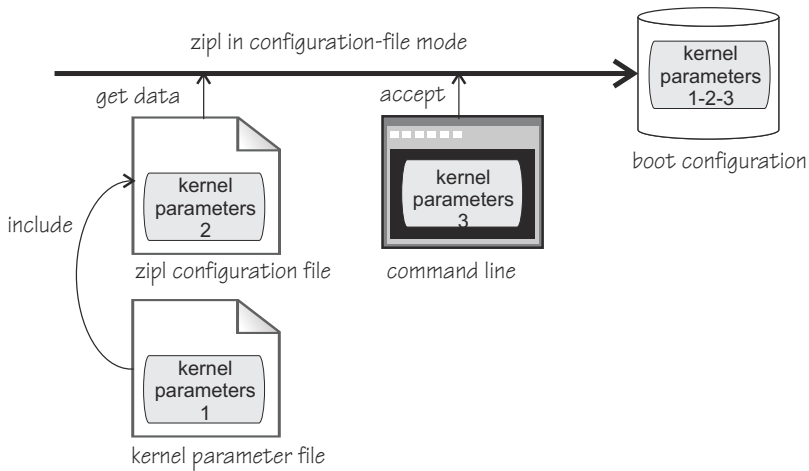 zipl in configuration-file mode
kernel
parameters
1-2-3
boot configuration
get data
kernel
parameters
2
zipl configuration file
accept
kernel
parameters
3
command line
include
kernel
parameters
1
kernel parameter file